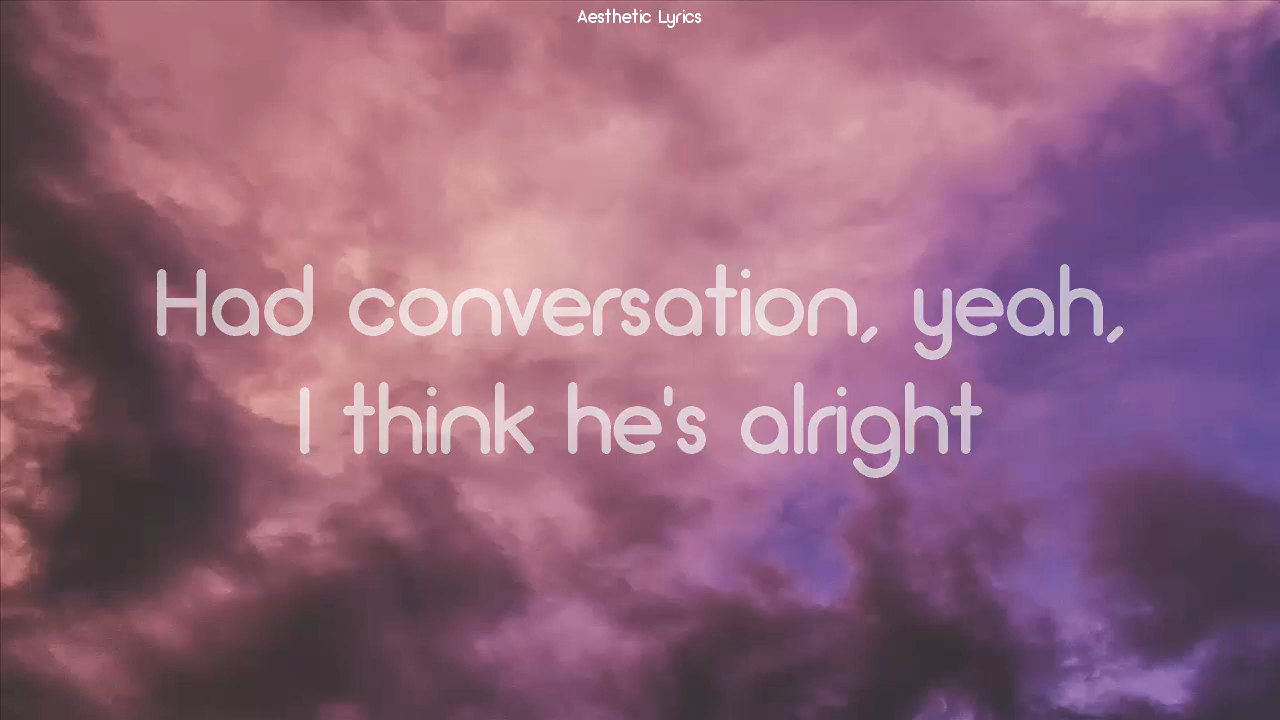 Aesthetic Lyrics
Had conversation, yeah,
I think he's alright